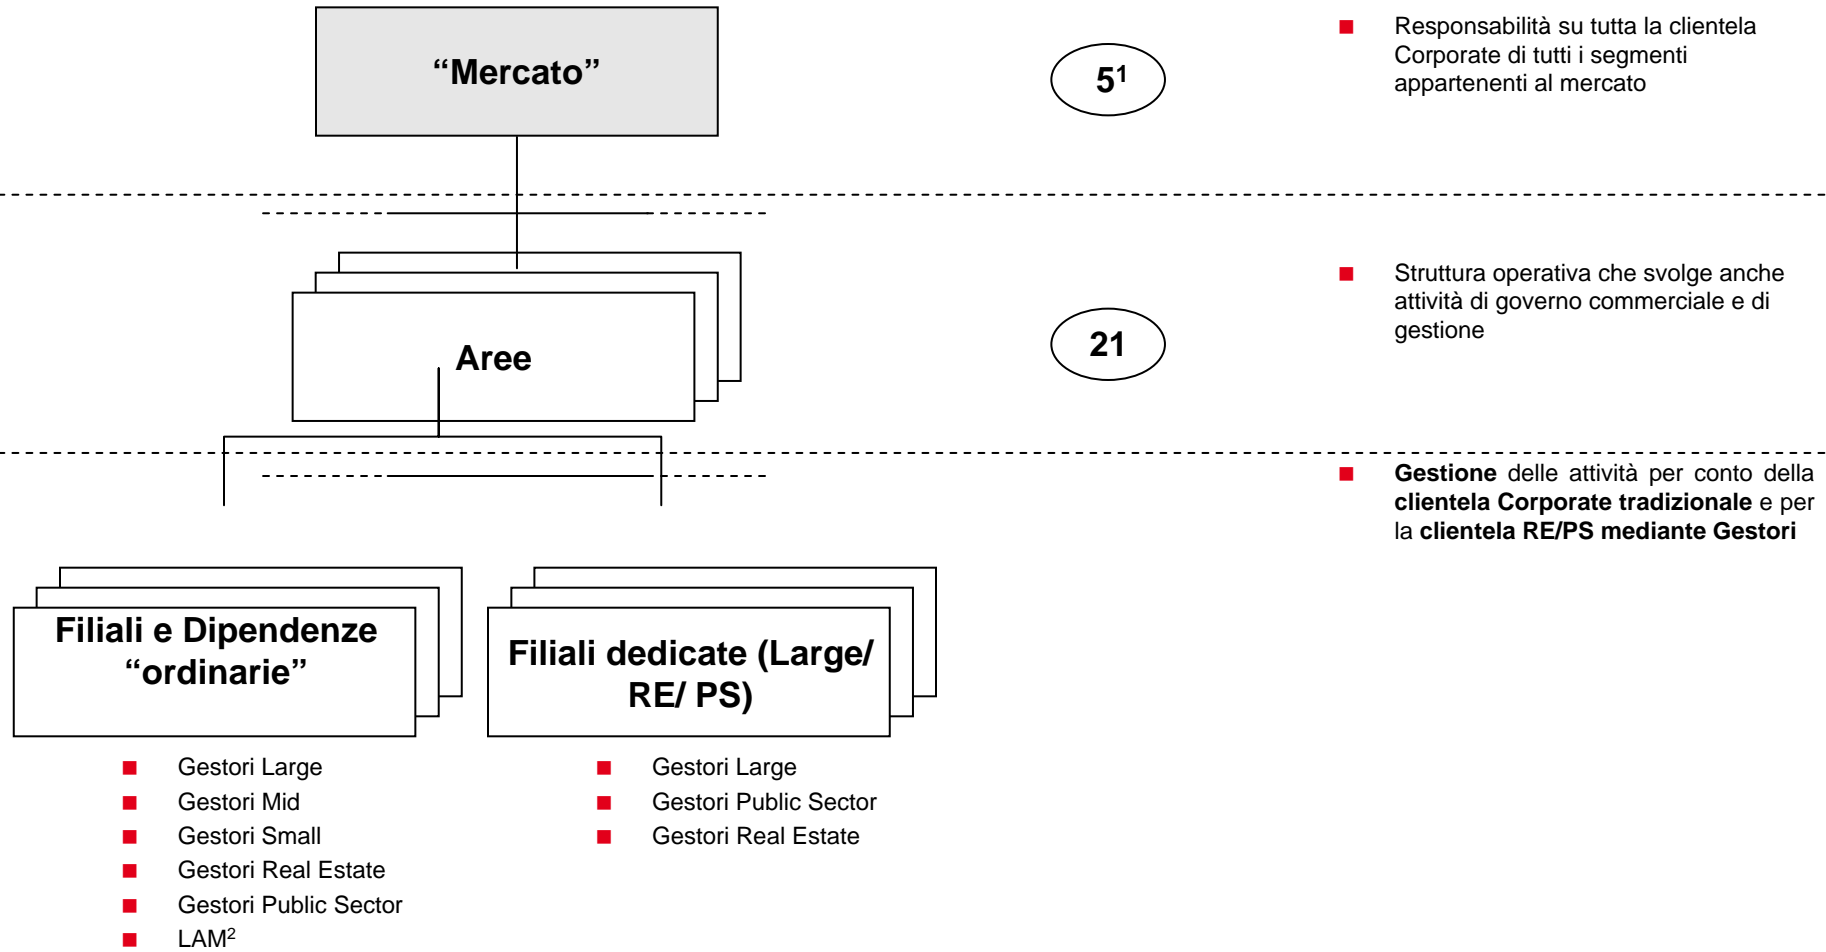 “Mercato”
5¹
Responsabilità su tutta la clientela
Corporate di tutti i segmenti
appartenenti al mercato
Aree
21
Struttura operativa che svolge anche
attività di governo commerciale e di
gestione
Gestione delle attività per conto della
clientela Corporate tradizionale e per
la clientela RE/PS mediante Gestori
Filiali e Dipendenze
“ordinarie”
Gestori Large
Gestori Mid
Gestori Small
Gestori Real Estate
Gestori Public Sector
LAM²
Filiali dedicate (Large/
RE/ PS)
Gestori Large
Gestori Public Sector
Gestori Real Estate